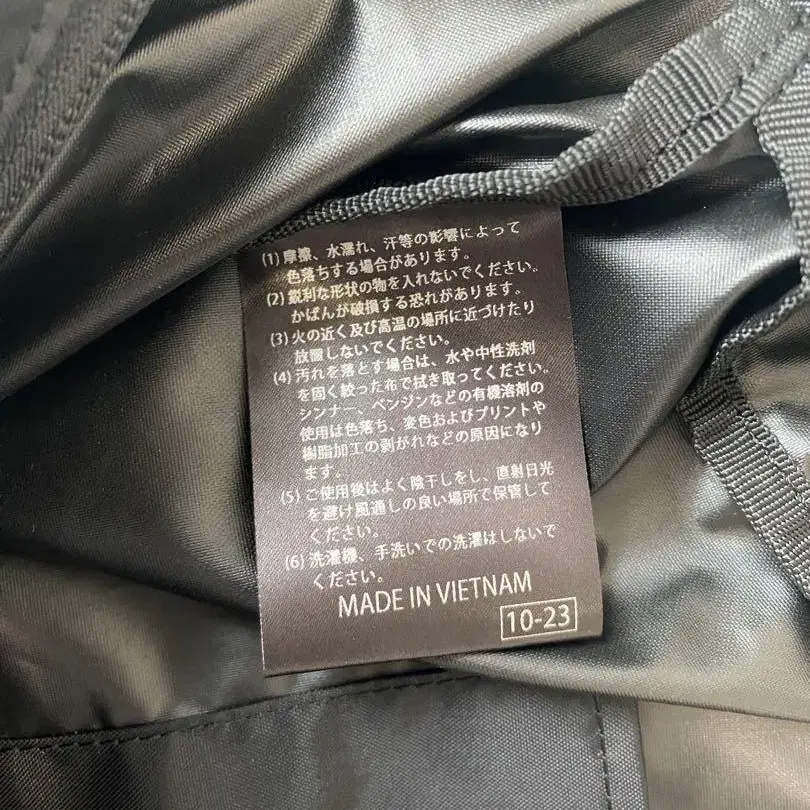 (1) 摩擦、水濡れ、汗等の影響によって
色落ちする場合があります。
(2) 鋭利な形状の物を入れないでください。
かばんが破損する恐れがあります。
(3) 火の近く及び高温の場所に近づけたり
放置しないでください。
(4) 汚れを落とす場合は、水や中性洗剤
を固く絞った布で拭き取ってください。
シンナー、ベンジンなどの有機溶剤の
使用は色落ち、変色およびプリントや
樹脂加工の剥がれなどの原因になり
ます。
(5) ご使用後はよく陰干しをし、直射日光
を避け風通しの良い場所で保管して
ください。
(6) 洗濯機、手洗いでの洗濯はしないで
ください。
MADE IN VIETNAM
10-23